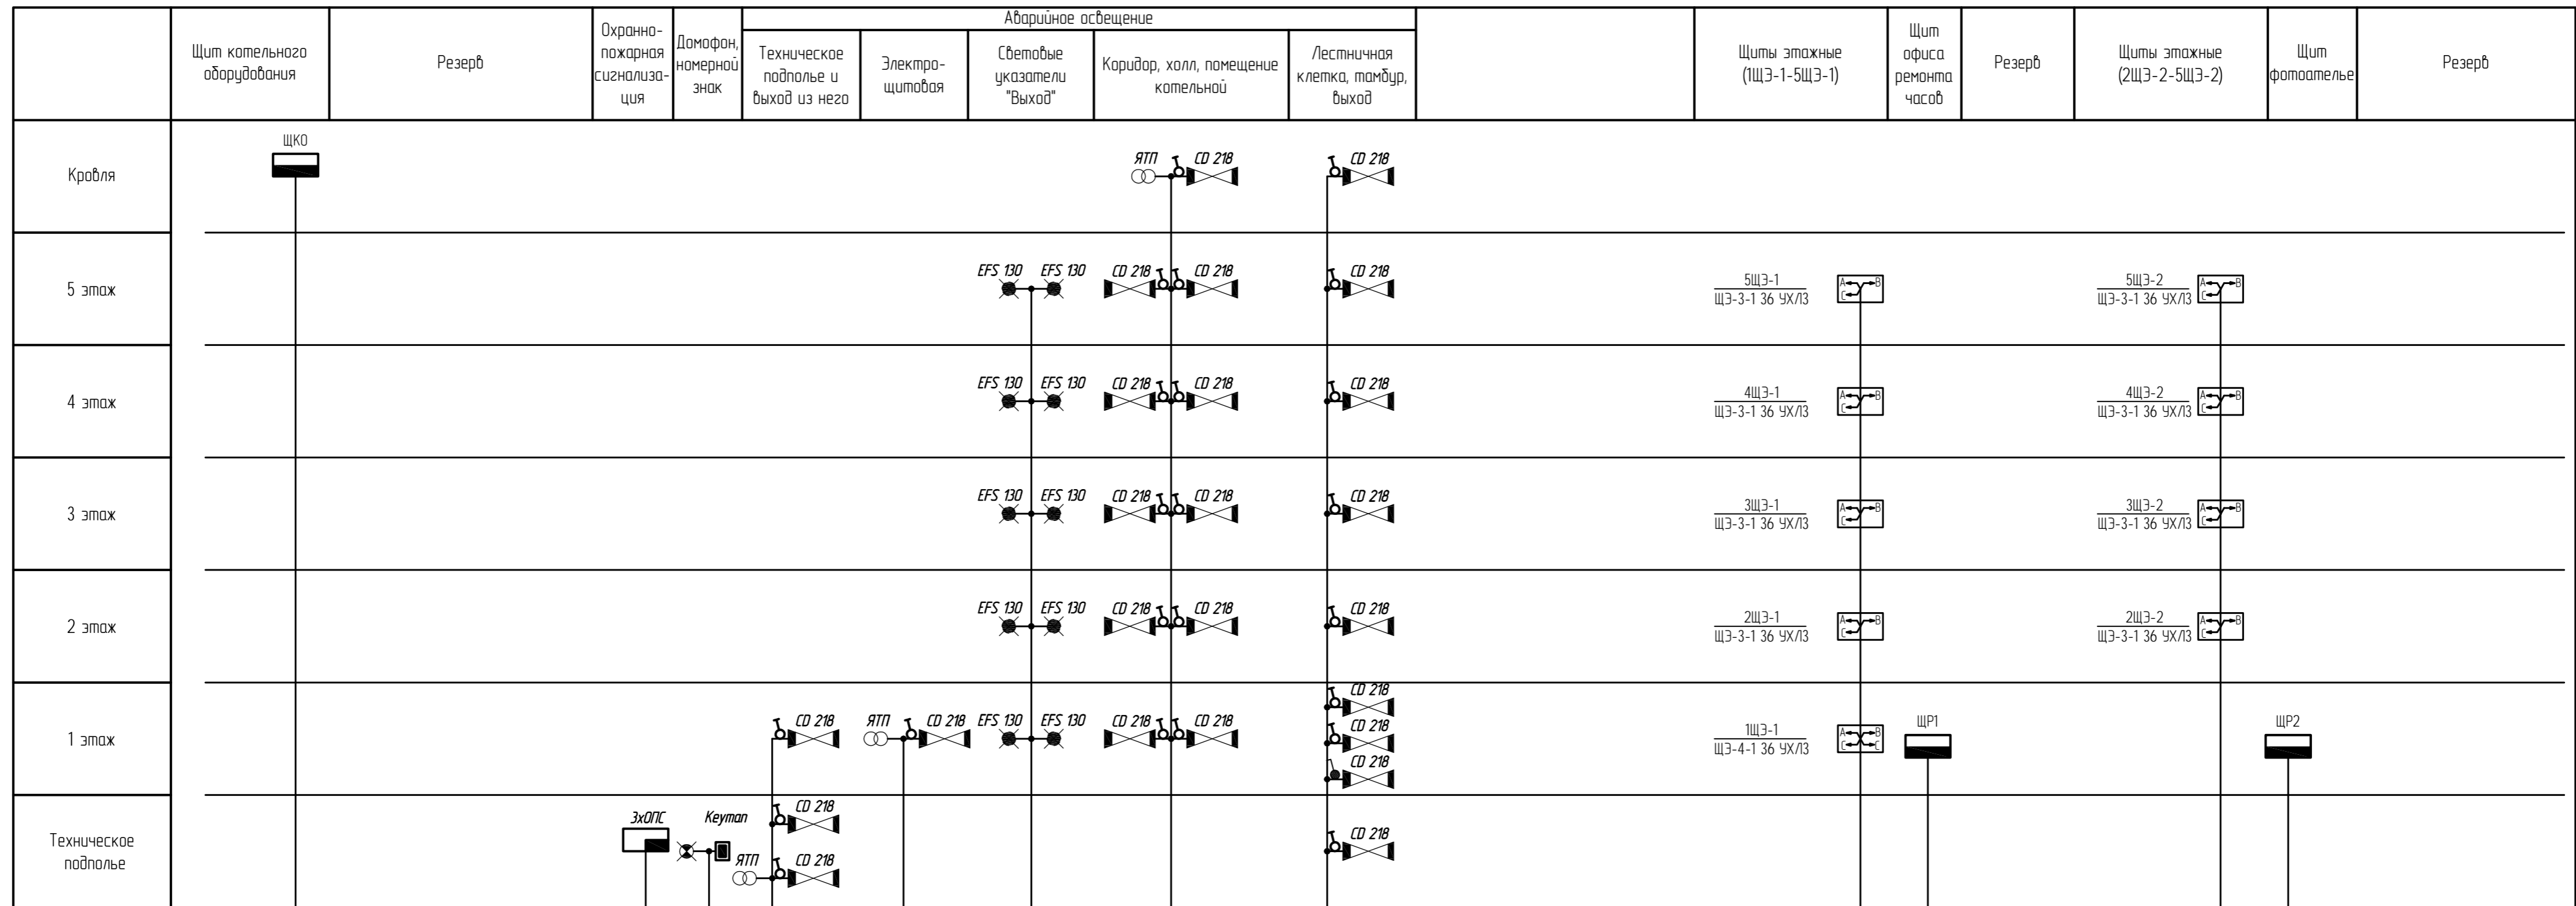 Аварийное освещение
Щит котельного
оборудования
Резерв
Охранно-
пожарная
сигнализа-
ция
Домофон,
номерной
знак
Техническое
подполье и
выход из него
Электро-
щитовая
Световые
указатели
"Выход"
Коридор, холл, помещение
котельной
Лестничная
клетка, тамбур,
выход
Щиты этажные
(1ЩЭ-1-5ЩЭ-1)
Щит
офиса
ремонта
часов
Резерв
Щиты этажные
(2ЩЭ-2-5ЩЭ-2)
Щит
фотоателье
Резерв
Кровля
ЩКО
ЯТП CD 218 CD 218
5 этаж
EFS 130 EFS 130 CD 218 CD 218 CD 218
5ЩЭ-1
ЩЭ-3-1 36 УХЛ3
A B
C
5ЩЭ-2
ЩЭ-3-1 36 УХЛ3
A B
C
4 этаж
EFS 130 EFS 130 CD 218 CD 218 CD 218
4ЩЭ-1
ЩЭ-3-1 36 УХЛ3
A B
C
4ЩЭ-2
ЩЭ-3-1 36 УХЛ3
A B
C
3 этаж
EFS 130 EFS 130 CD 218 CD 218 CD 218
3ЩЭ-1
ЩЭ-3-1 36 УХЛ3
A B
C
3ЩЭ-2
ЩЭ-3-1 36 УХЛ3
A B
C
2 этаж
EFS 130 EFS 130 CD 218 CD 218 CD 218
2ЩЭ-1
ЩЭ-3-1 36 УХЛ3
A B
C
2ЩЭ-2
ЩЭ-3-1 36 УХЛ3
A B
C
1 этаж
CD 218 ЯТП CD 218 EFS 130 EFS 130 CD 218 CD 218
CD 218
CD 218
CD 218
1ЩЭ-1
ЩЭ-4-1 36 УХЛ3
A B
C C
ЩР1
ЩР2
Техническое
подполье
3хОПС
Keyman
CD 218
ЯТП CD 218
CD 218